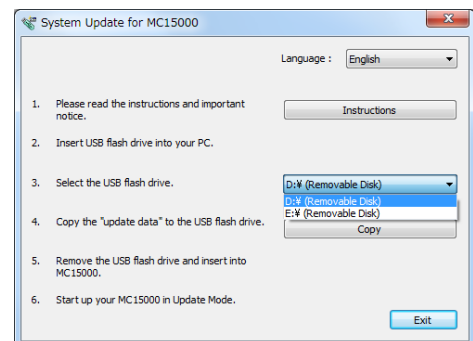 System Update for MC15000
Language : English
1. Please read the instructions and important
notice.
Instructions
2. Insert USB flash drive into your PC.
3. Select the USB flash drive.
D:¥ (Removable Disk)
D:¥ (Removable Disk)
E:¥ (Removable Disk)
4. Copy the "update data" to the USB flash drive.
Copy
5. Remove the USB flash drive and insert into
MC15000.
6. Start up your MC15000 in Update Mode.
Exit